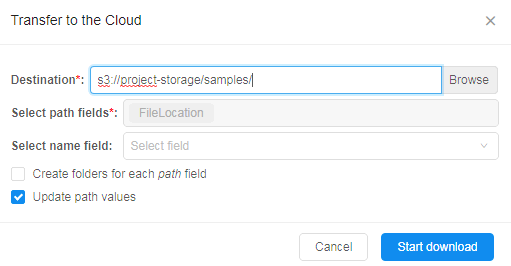 Transfer to the Cloud
Destination*: s3://project-storage/samples/ Browse
Select path fields*: FileLocation
Select name field: Select field
Create folders for each path field
Update path values
Cancel Start download